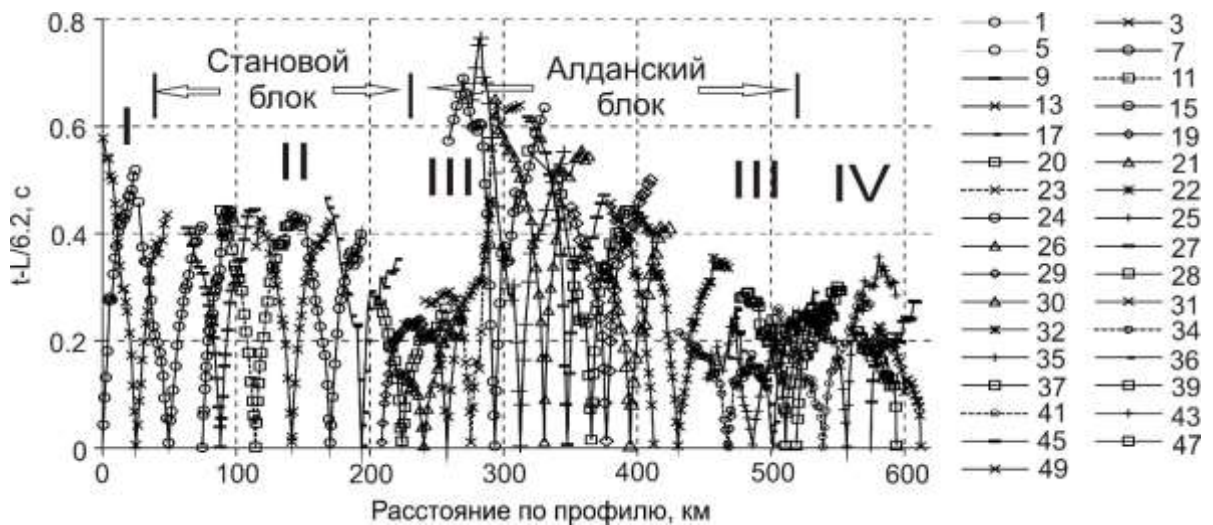 0.8
0.6
0.4
0.2
0
t-L/6.2, с
Становой
блок
Алданский
блок
I
II
III
III
IV
0 100 200 300 400 500 600
Расстояние по профилю, км
1 3
5 7
9 11
13 15
17 19
20 21
23 22
24 25
26 27
29 28
30 31
32 34
35 36
37 39
41 43
45 47
49